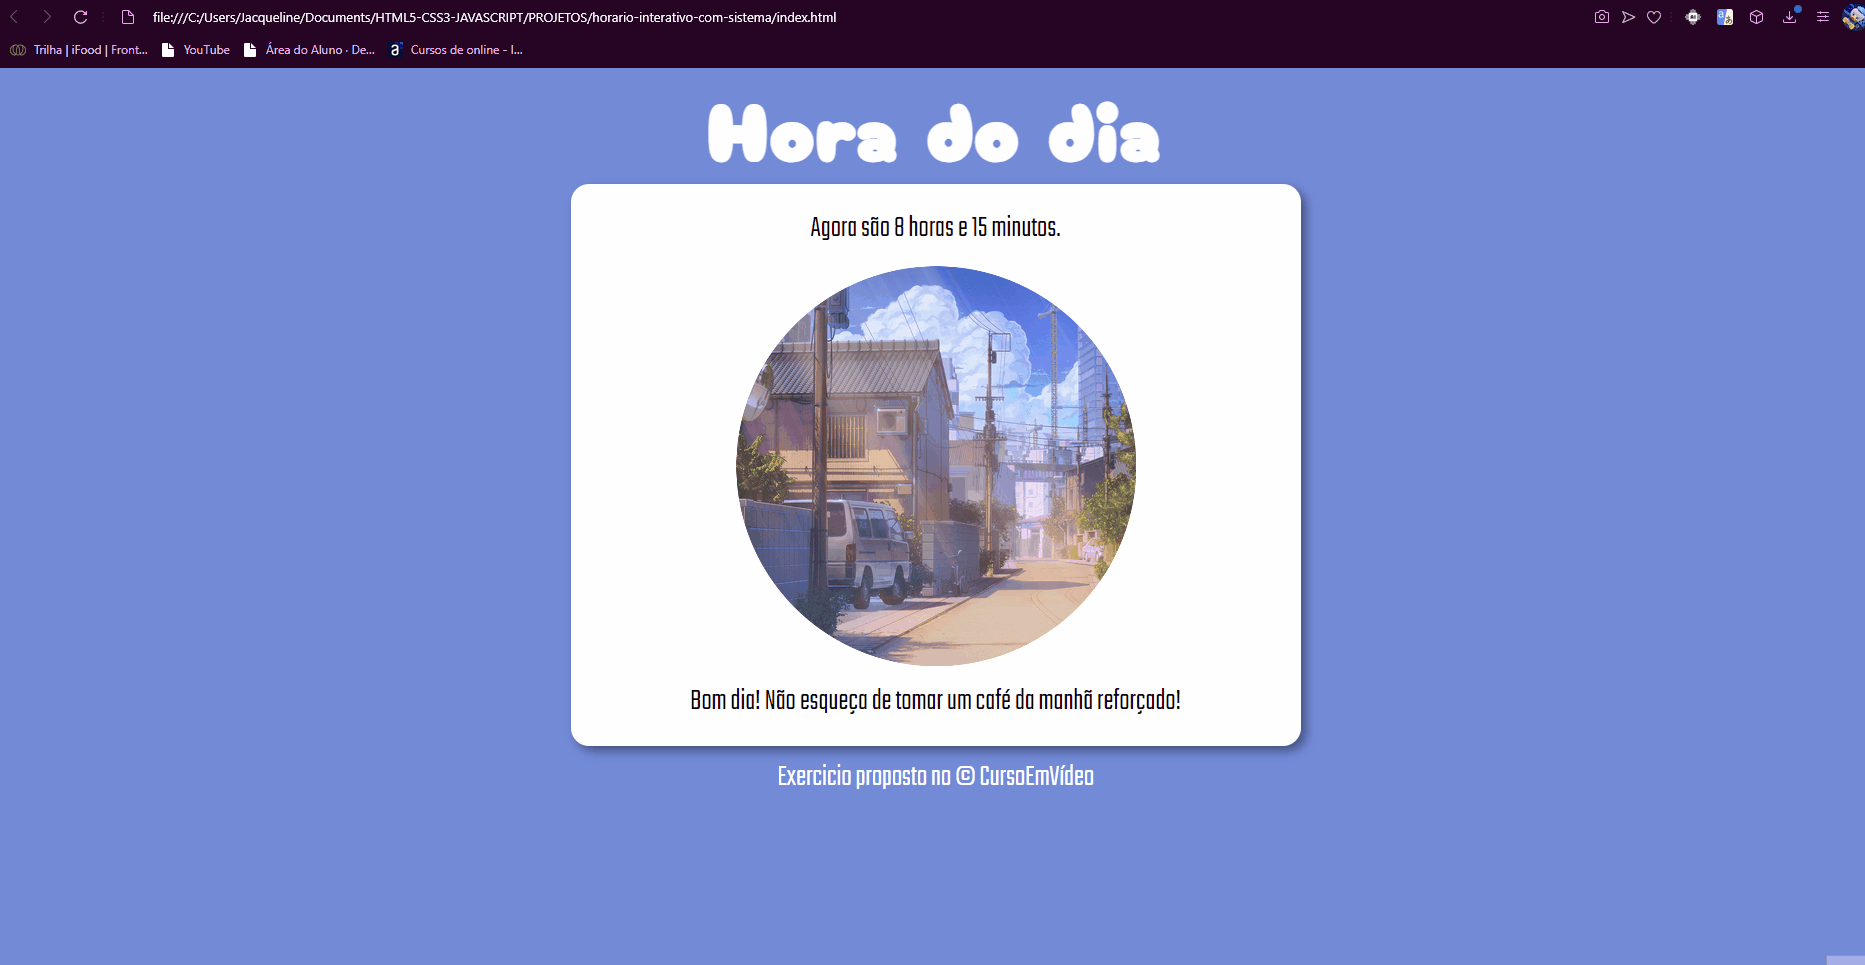 file:///C:/Users/Jacqueline/Documents/HTML5-CSS3-JAVASCRIPT/PROJETOS/horario-interativo-com-sistema/index.html
Trilha | iFood | Front... YouTube Área do Aluno · De... a Cursos de online - I...
Hora do dia
Agora são 8 horas e 15 minutos.
Bom dia! Não esqueça de tomar um café da manhã reforçado!
Exercicio proposto no © CursoEmVídeo